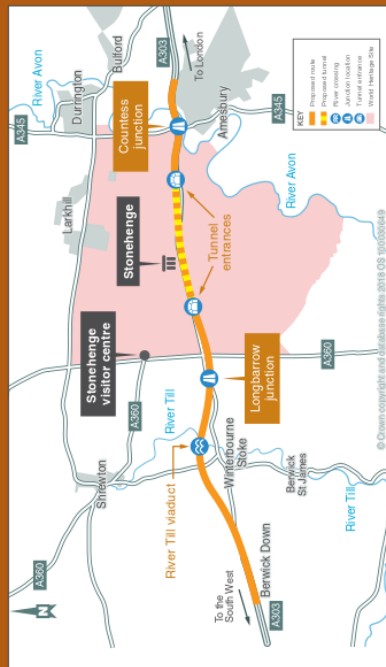 A303
To London
Bulford
River Avon
Durrington
A345
Larkhill
Countess
junction
A345
Amesbury
River Avon
Stonehenge
Tunnel
entrances
Stonehenge
visitor centre
A360
Longbarrow
junction
A360
River Till
Shrewton
A360
River Till viaduct
Winterbourne
Stoke
Berwick
St James
River Till
Berwick Down
To the
South West
A303
N
KEY
Proposed route
Proposed tunnel
River crossing
Junction location
Tunnel entrance
World Heritage Site
© Crown copyright and database rights 2018 OS 100030649